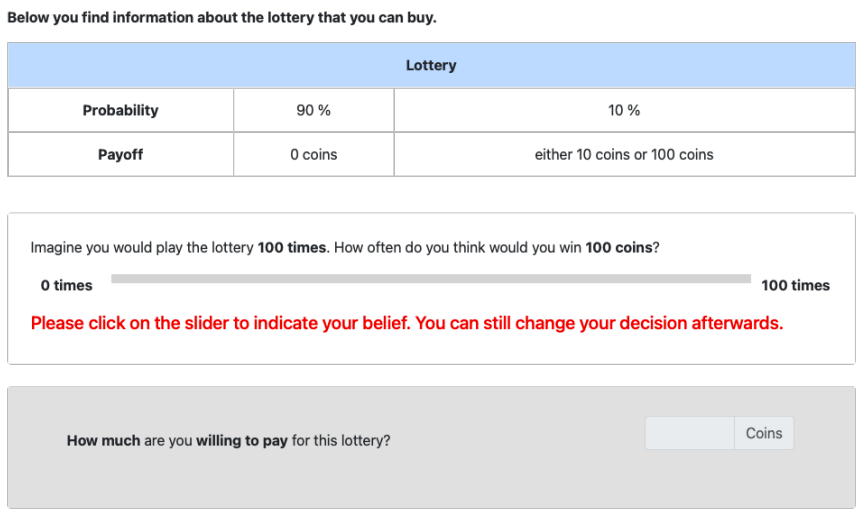 Below you find information about the lottery that you can buy.
Lottery
Probability 90 % 10 %
Payoff 0 coins either 10 coins or 100 coins
Imagine you would play the lottery 100 times. How often do you think would you win 100 coins?
0 times 100 times
Please click on the slider to indicate your belief. You can still change your decision afterwards.
How much are you willing to pay for this lottery? Coins